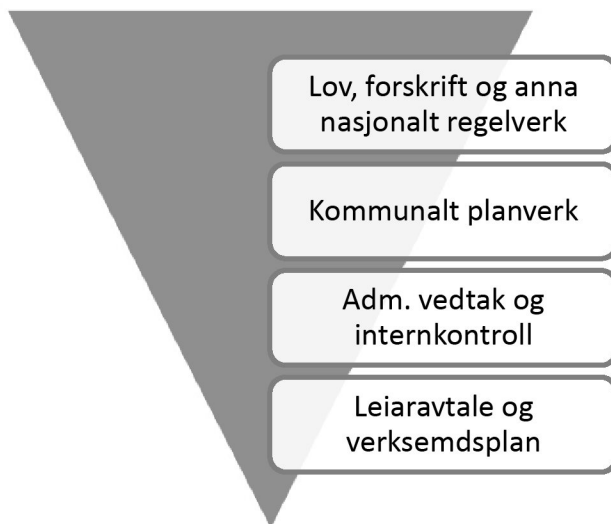 Lov, forskrift og anna
nasjonalt regelverk
Kommunalt planverk
Adm. vedtak og
internkontroll
Leiaravtale og
verksemdsplan